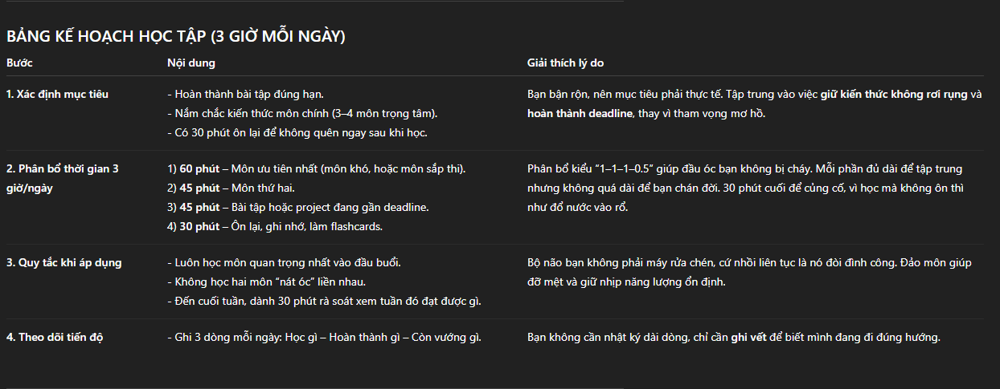 BẢNG KẾ HOẠCH HỌC TẬP (3 GIỜ MỖI NGÀY)
Bước Nội dung Giải thích lý do
1. Xác định mục tiêu
- Hoàn thành bài tập đúng hạn.
- Nắm chắc kiến thức môn chính (3–4 môn trọng tâm).
- Có 30 phút ôn lại để không quên ngay sau khi học.
Bạn bận rộn, nên mục tiêu phải thực tế. Tập trung vào việc giữ kiến thức không rơi rụng và
hoàn thành deadline, thay vì tham vọng mơ hồ.
2. Phân bổ thời gian 3
giờ/ngày
1) 60 phút – Môn ưu tiên nhất (môn khó, hoặc môn sắp thi).
2) 45 phút – Môn thứ hai.
3) 45 phút – Bài tập hoặc project đang gần deadline.
4) 30 phút – Ôn lại, ghi nhớ, làm flashcards.
Phân bổ kiểu “1–1–1–0.5” giúp đầu óc bạn không bị cháy. Mỗi phần đủ dài để tập trung
nhưng không quá dài để bạn chán đời. 30 phút cuối để củng cố, vì học mà không ôn thì
như đổ nước vào rổ.
3. Quy tắc khi áp dụng
- Luôn học môn quan trọng nhất vào đầu buổi.
- Không học hai môn “nát óc” liền nhau.
- Đến cuối tuần, dành 30 phút rà soát xem tuần đó đạt được gì.
Bộ não bạn không phải máy rửa chén, cứ nhồi liên tục là nó đòi đình công. Đảo môn giúp
đỡ mệt và giữ nhịp năng lượng ổn định.
4. Theo dõi tiến độ
- Ghi 3 dòng mỗi ngày: Học gì – Hoàn thành gì – Còn vướng gì.
Bạn không cần nhật ký dài dòng, chỉ cần ghi vết để biết mình đang đi đúng hướng.